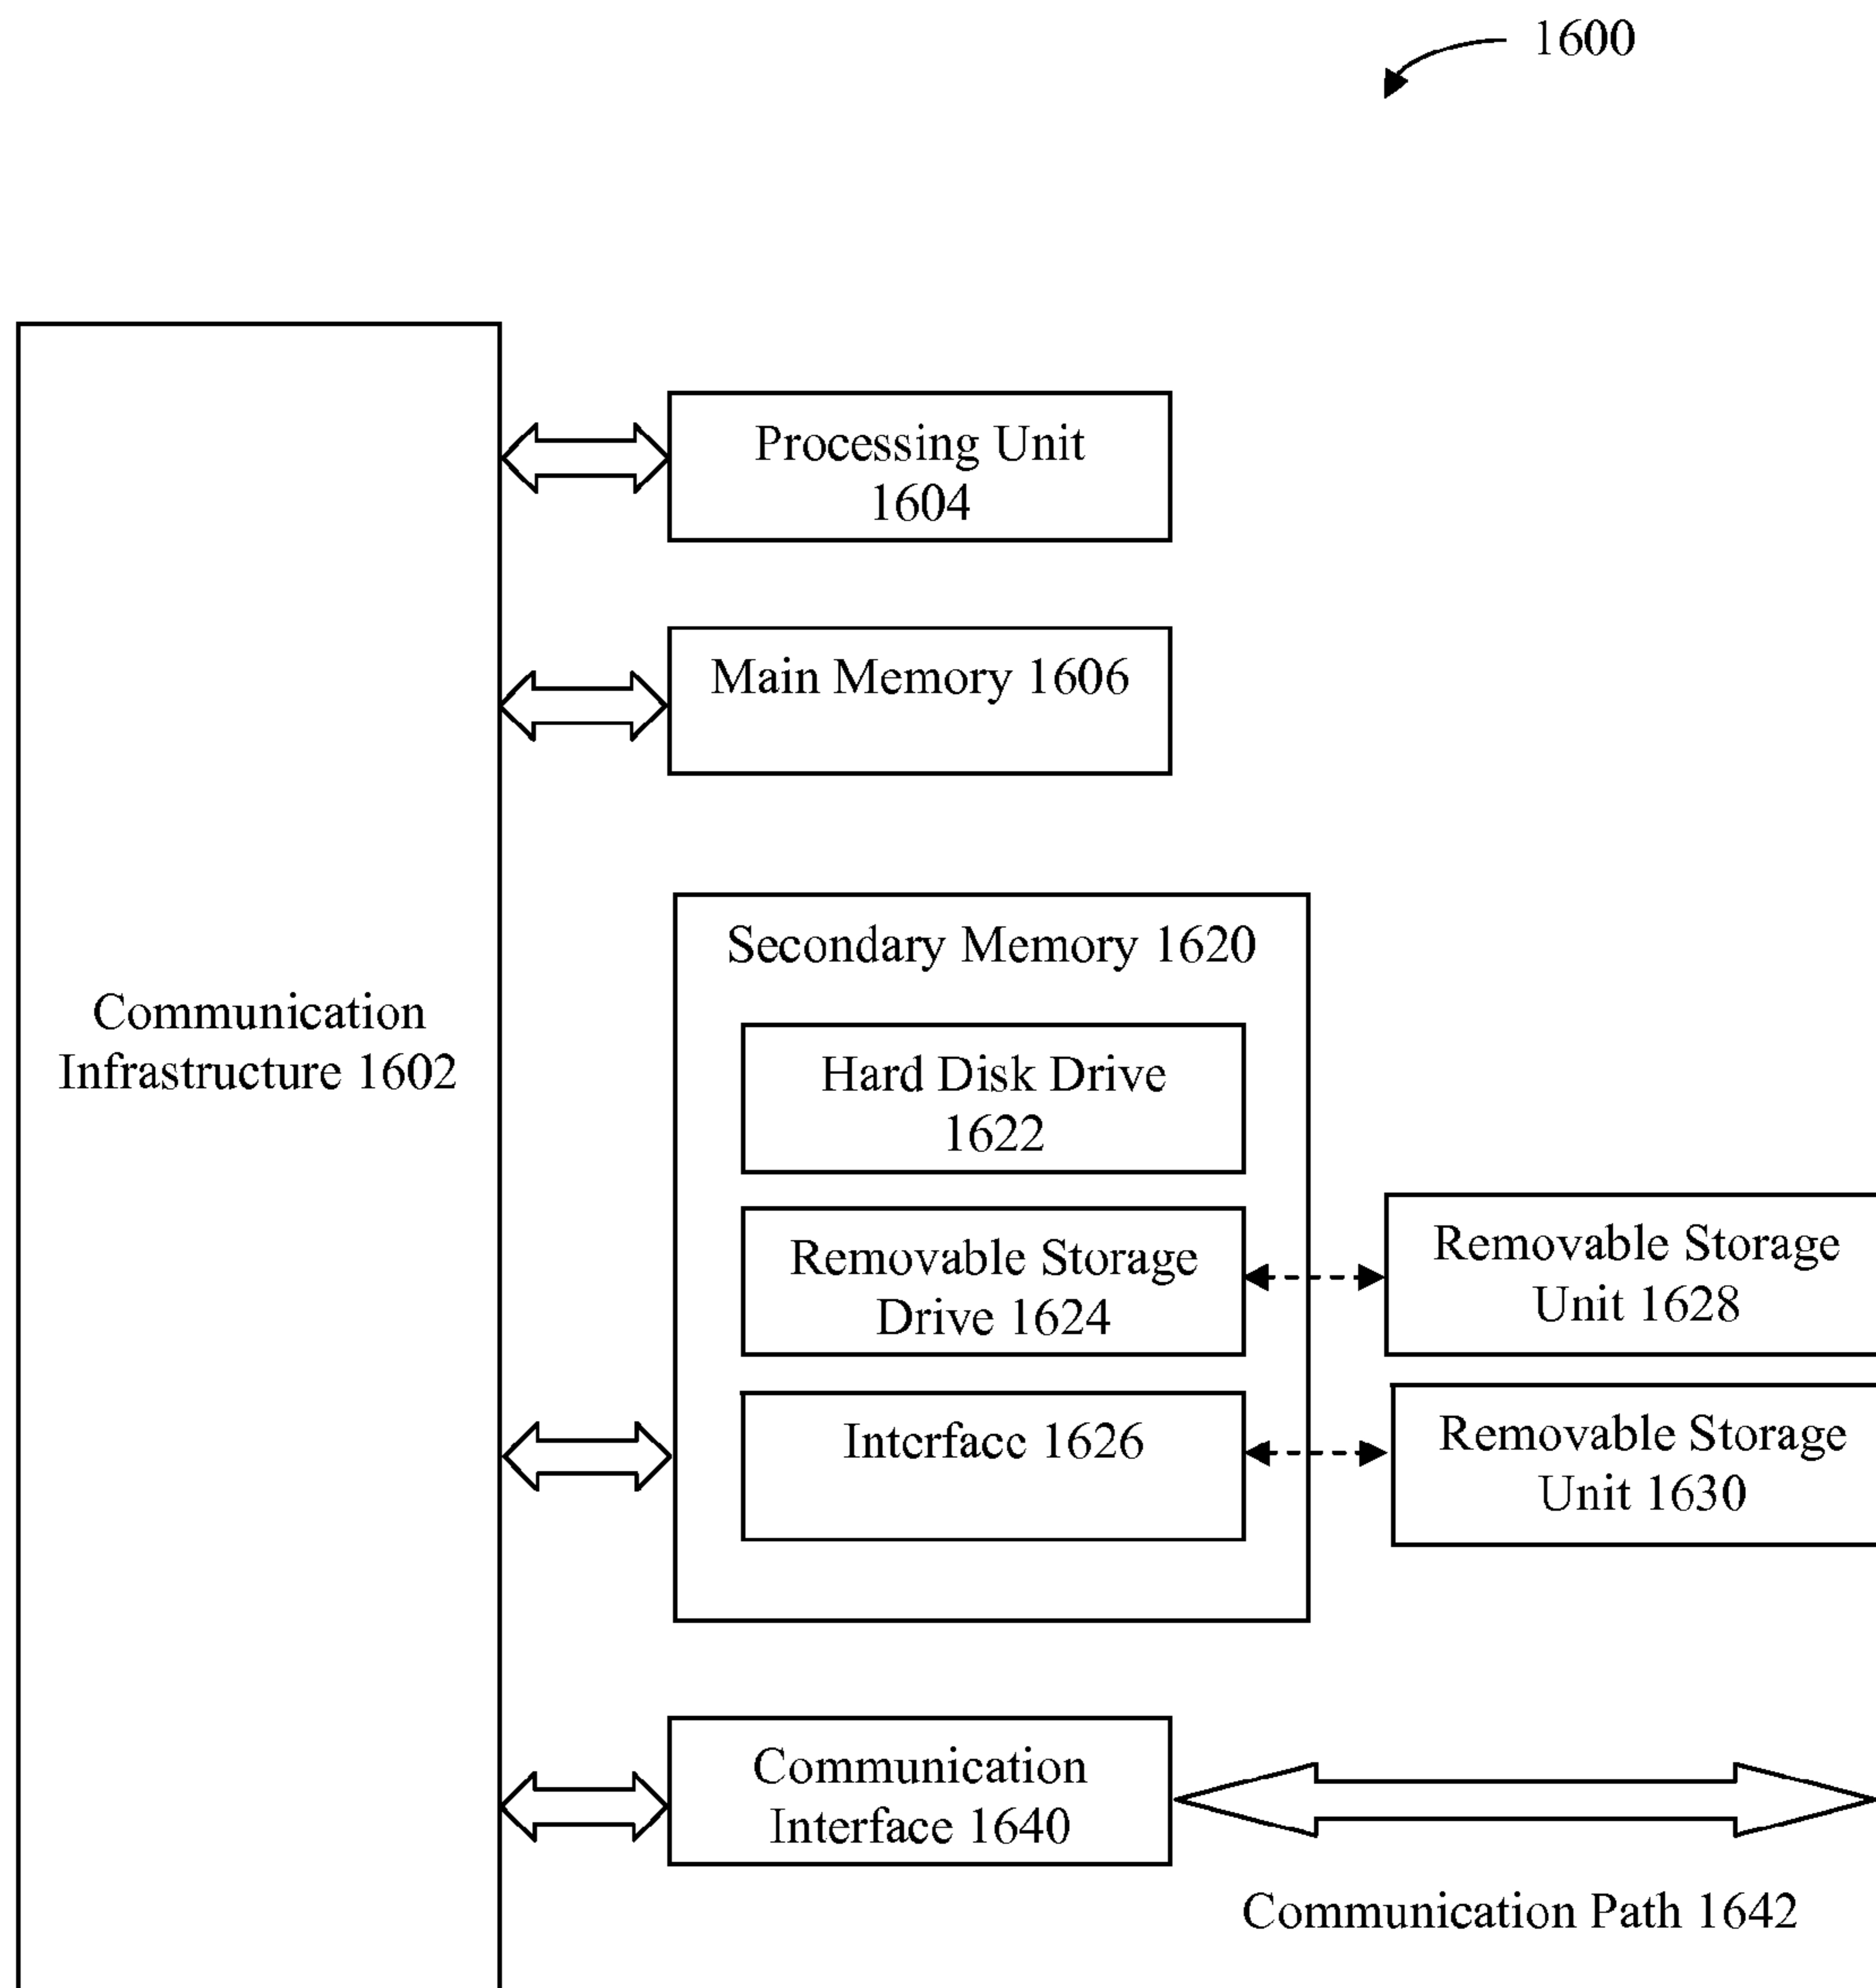 1600
Processing Unit
1604
Main Memory 1606
Communication
Infrastructure 1602
Secondary Memory 1620
Hard Disk Drive
1622
Removable Storage
Drive 1624
Removable Storage
Unit 1628
Interface 1626
Removable Storage
Unit 1630
Communication
Interface 1640
Communication Path 1642